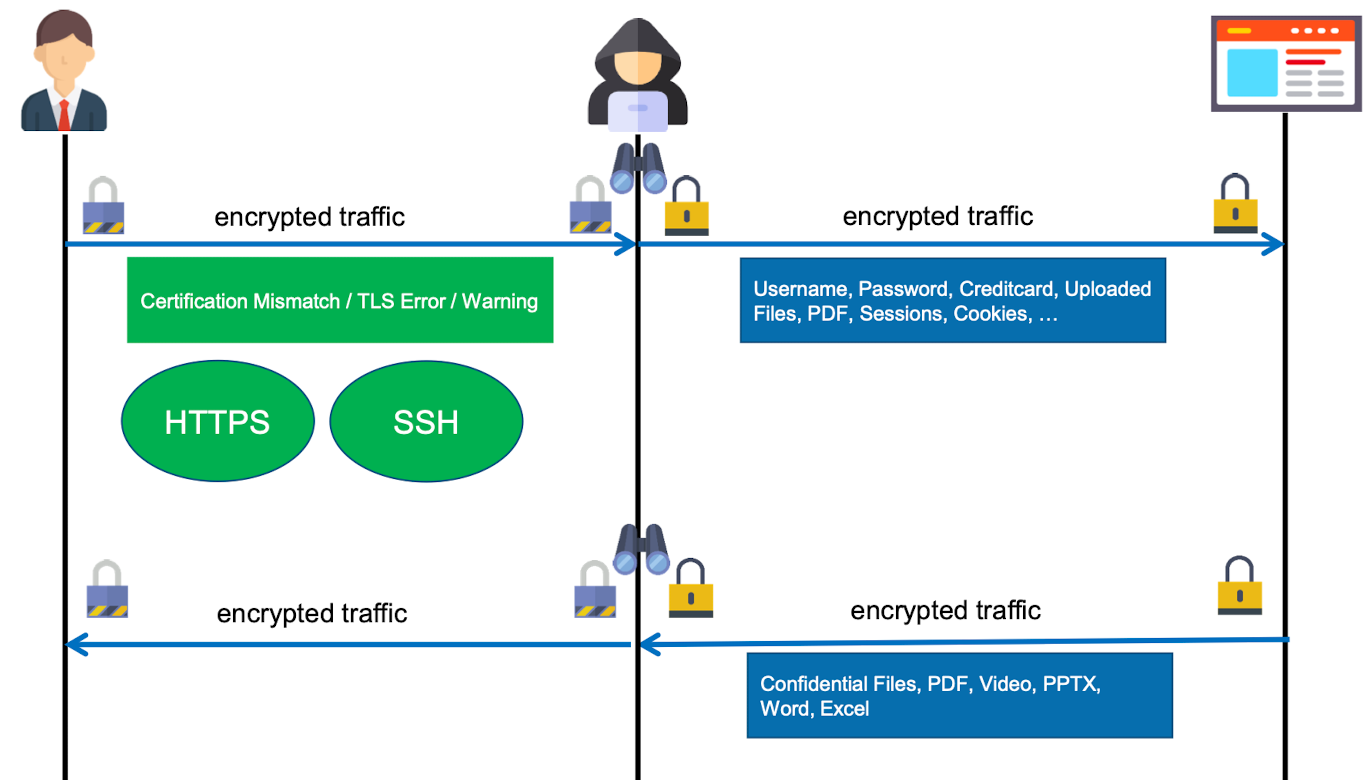 encrypted traffic
encrypted traffic
Certification Mismatch / TLS Error / Warning
Username, Password, Creditcard, Uploaded
Files, PDF, Sessions, Cookies, …
HTTPS
SSH
encrypted traffic
encrypted traffic
Confidential Files, PDF, Video, PPTX,
Word, Excel